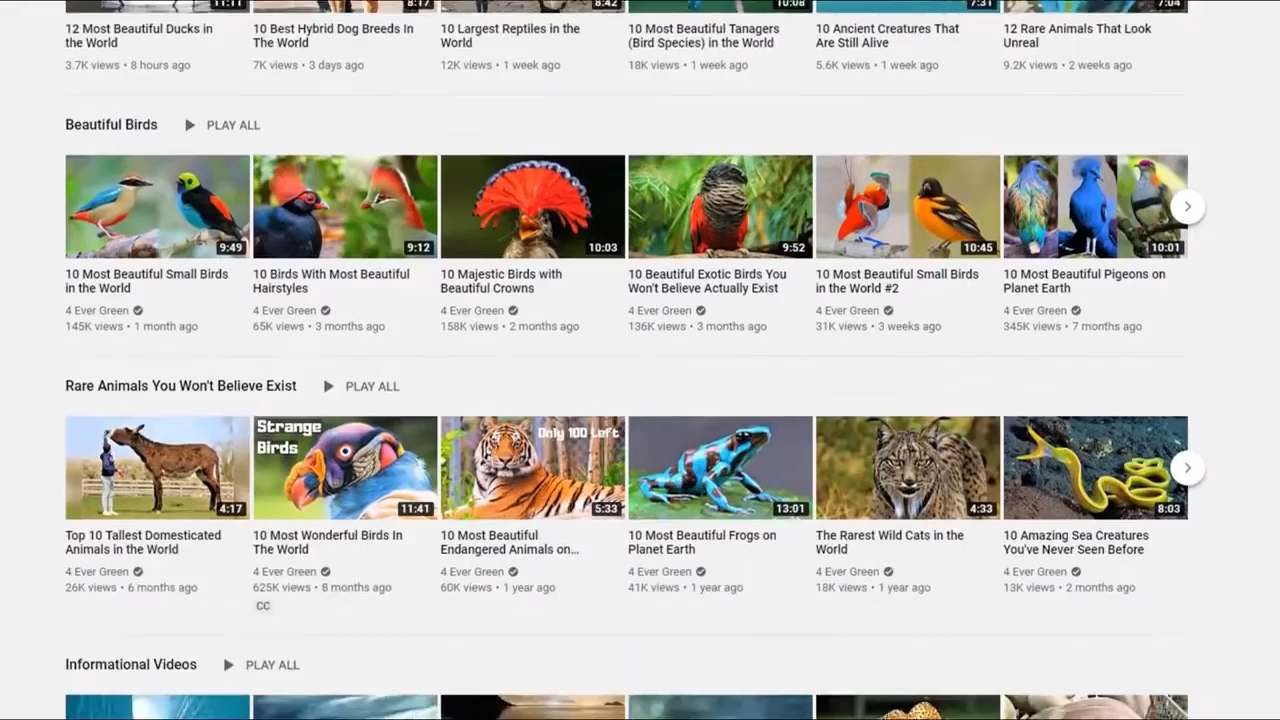 11:11
8:17
8:42
10:08
7:31
7:04
12 Most Beautiful Ducks in
the World
3.7K views • 8 hours ago
10 Best Hybrid Dog Breeds In
The World
7K views • 3 days ago
10 Largest Reptiles in the
World
12K views • 1 week ago
10 Most Beautiful Tanagers
(Bird Species) in the World
18K views • 1 week ago
10 Ancient Creatures That
Are Still Alive
5.6K views • 1 week ago
12 Rare Animals That Look
Unreal
9.2K views • 2 weeks ago
Beautiful Birds PLAY ALL
9:49
10 Most Beautiful Small Birds
in the World
4 Ever Green
145K views • 1 month ago
9:12
10 Birds With Most Beautiful
Hairstyles
4 Ever Green
65K views • 3 months ago
10:03
10 Majestic Birds with
Beautiful Crowns
4 Ever Green
158K views • 2 months ago
9:52
10 Beautiful Exotic Birds You
Won't Believe Actually Exist
4 Ever Green
136K views • 3 months ago
10:45
10 Most Beautiful Small Birds
in the World #2
4 Ever Green
31K views • 3 weeks ago
10:01
10 Most Beautiful Pigeons on
Planet Earth
4 Ever Green
345K views • 7 months ago
Rare Animals You Won't Believe Exist PLAY ALL
4:17
Top 10 Tallest Domesticated
Animals in the World
4 Ever Green
26K views • 6 months ago
Strange
Birds
11:41
10 Most Wonderful Birds In
The World
4 Ever Green
625K views • 8 months ago
CC
Only 100 Left
5:33
10 Most Beautiful
Endangered Animals on...
4 Ever Green
60K views • 1 year ago
13:01
10 Most Beautiful Frogs on
Planet Earth
4 Ever Green
41K views • 1 year ago
4:33
The Rarest Wild Cats in the
World
4 Ever Green
18K views • 1 year ago
8:03
10 Amazing Sea Creatures
You've Never Seen Before
4 Ever Green
13K views • 2 months ago
Informational Videos PLAY ALL